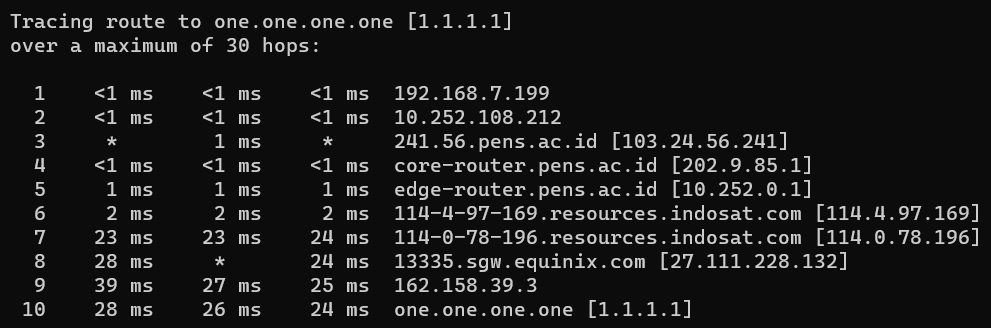 Tracing route to one.one.one.one [1.1.1.1]
over a maximum of 30 hops:
1 <1 ms <1 ms <1 ms 192.168.7.199
2 <1 ms <1 ms <1 ms 10.252.108.212
3 * 1 ms * 241.56.pens.ac.id [103.24.56.241]
4 <1 ms <1 ms <1 ms core-router.pens.ac.id [202.9.85.1]
5 1 ms 1 ms 1 ms edge-router.pens.ac.id [10.252.0.1]
6 2 ms 2 ms 2 ms 114-4-97-169.resources.indosat.com [114.4.97.169]
7 23 ms 23 ms 24 ms 114-0-78-196.resources.indosat.com [114.0.78.196]
8 28 ms * 24 ms 13335.sgw.equinix.com [27.111.228.132]
9 39 ms 27 ms 25 ms 162.158.39.3
10 28 ms 26 ms 24 ms one.one.one.one [1.1.1.1]